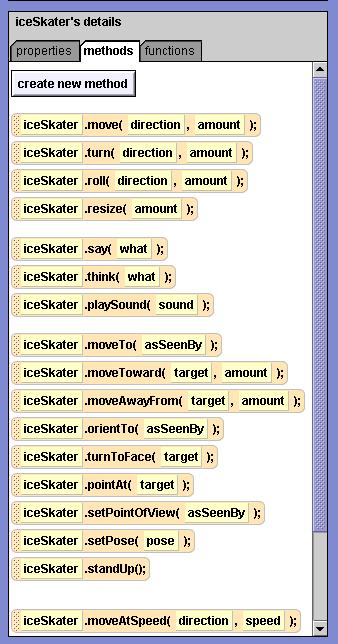 iceSkater's details
properties methods functions
create new method
iceSkater .move( direction , amount );
iceSkater .turn( direction , amount );
iceSkater .roll( direction , amount );
iceSkater .resize( amount );
iceSkater .say( what );
iceSkater .think( what );
iceSkater .playSound( sound );
iceSkater .moveTo( asSeenBy );
iceSkater .moveToward( target , amount );
iceSkater .moveAwayFrom( target , amount );
iceSkater .orientTo( asSeenBy );
iceSkater .turnToFace( target );
iceSkater .pointAt( target );
iceSkater .setPointOfView( asSeenBy );
iceSkater .setPose( pose );
iceSkater .standUp();
iceSkater .moveAtSpeed( direction , speed );